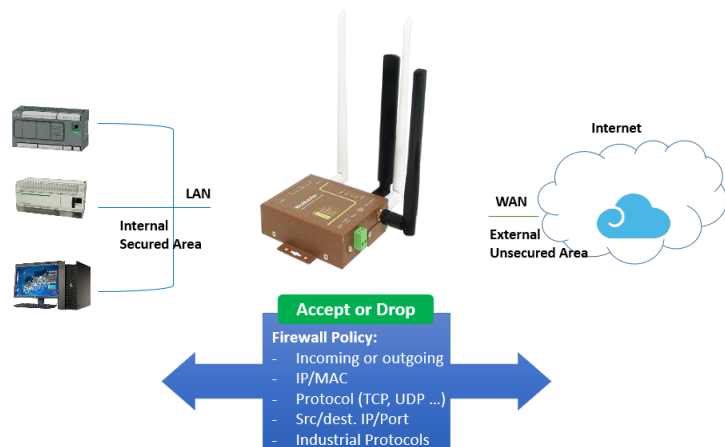 Internet
LAN
WAN
Internal
Secured Area
External
Unsecured Area
Accept or Drop
Firewall Policy:
- Incoming or outgoing
- IP/MAC
- Protocol (TCP, UDP ...)
- Src/dest. IP/Port
- Industrial Protocols